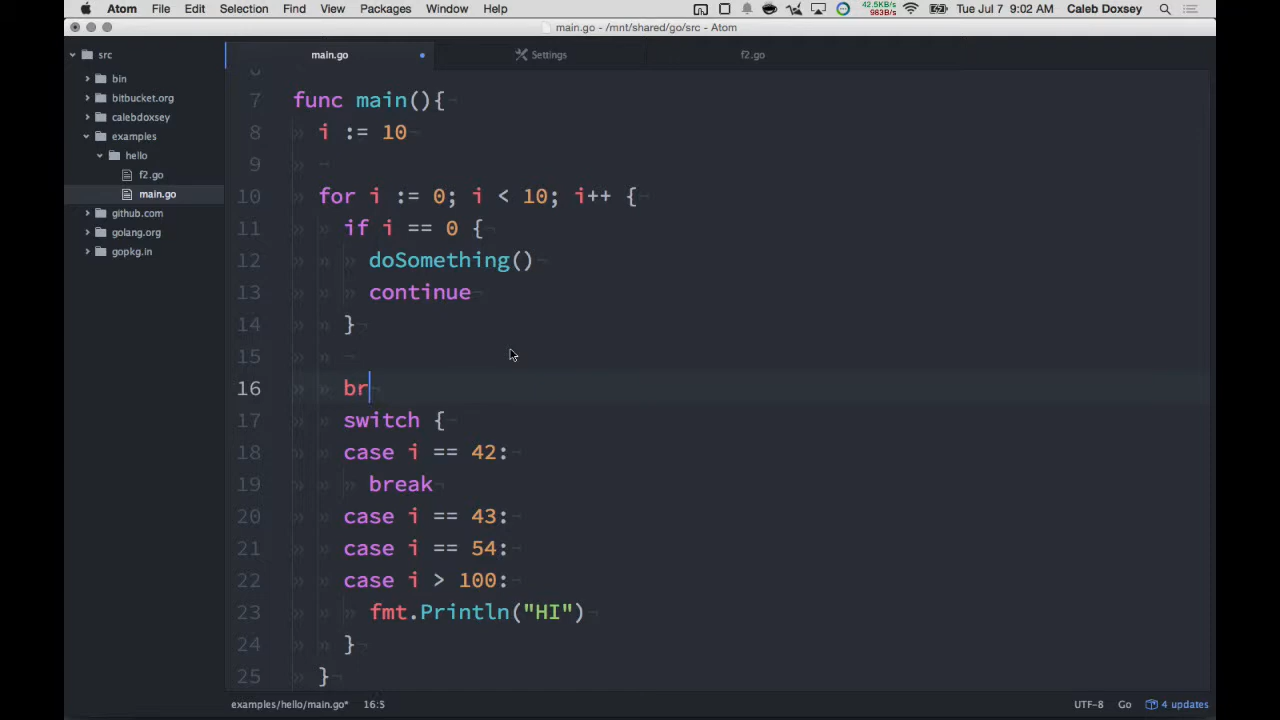 Atom File Edit Selection Find View Packages Window Help 42.5KB/s 983B/s Tue Jul 7 9:02 AM Caleb Doxsey
main.go - /mnt/shared/go/src - Atom
src
bin
bitbucket.org
calebdoxsey
examples
hello
f2.go
main.go
github.com
golang.org
gopkg.in
main.go Settings f2.go
6
7 func main(){
8 i := 10
9
10 for i := 0; i < 10; i++ {
11 if i == 0 {
12 doSomething()
13 continue
14 }
15
16 br
17 switch {
18 case i == 42:
19 break
20 case i == 43:
21 case i == 54:
22 case i > 100:
23 fmt.Println("HI")
24 }
25 }
examples/hello/main.go* 16:5 UTF-8 Go 4 updates